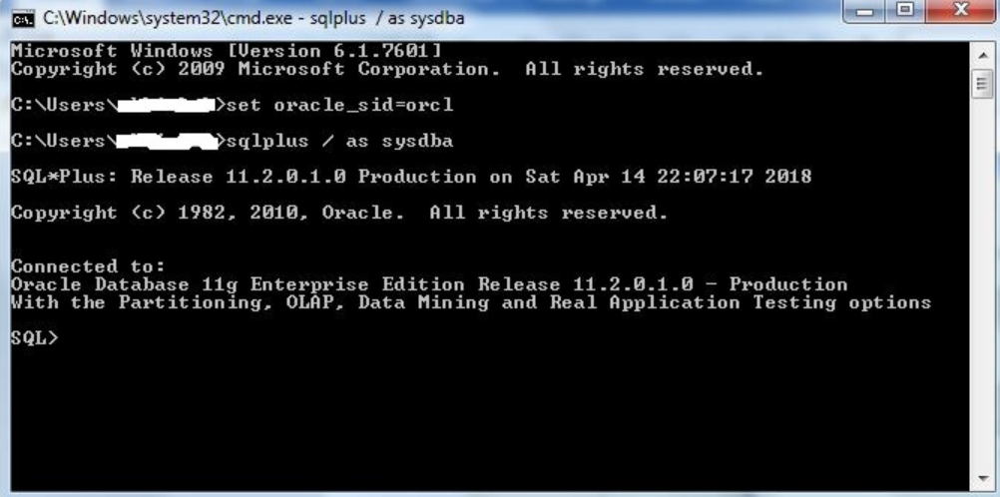 C:\Windows\system32\cmd.exe - sqlplus / as sysdba
Microsoft Windows [Version 6.1.7601]
Copyright (c) 2009 Microsoft Corporation.  All rights reserved.
C:\Users\>set oracle_sid=orcl
C:\Users\>sqlplus / as sysdba
SQL*Plus: Release 11.2.0.1.0 Production on Sat Apr 14 22:07:17 2018
Copyright (c) 1982, 2010, Oracle.  All rights reserved.
Connected to:
Oracle Database 11g Enterprise Edition Release 11.2.0.1.0 - Production
With the Partitioning, OLAP, Data Mining and Real Application Testing options
SQL>